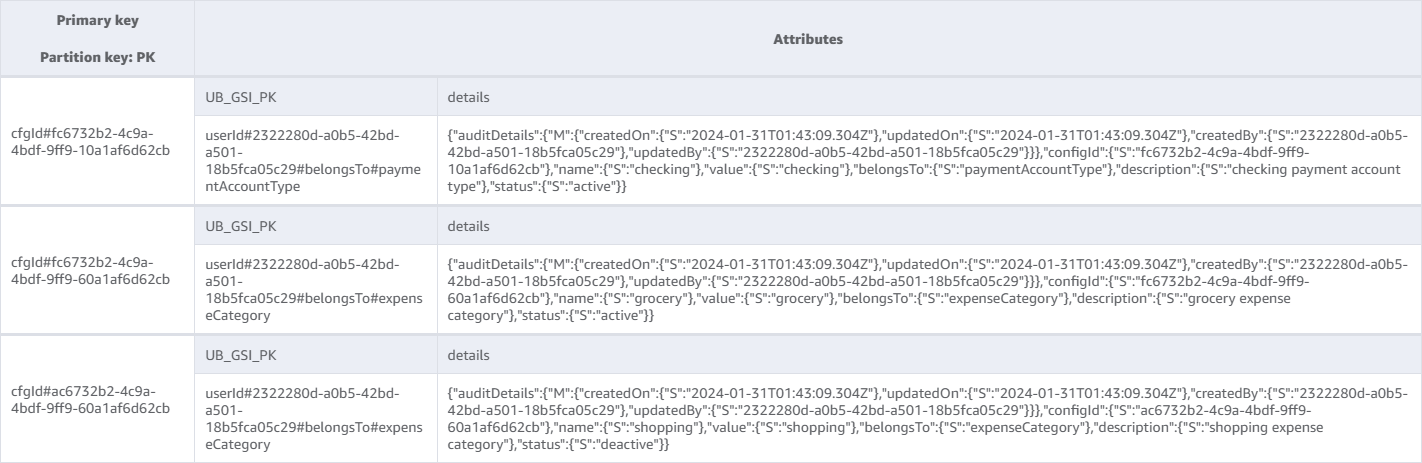 Primary key
Partition key: PK
Attributes
cfgId#fc6732b2-4c9a-
4bdf-9ff9-10a1af6d62cb
UB_GSI_PK
details
userId#2322280d-a0b5-42bd-
a501-
18b5fca05c29#belongsTo#payme
ntAccountType
{"auditDetails":{"M":{"createdOn":{"S":"2024-01-31T01:43:09.304Z"},"updatedOn":{"S":"2024-01-31T01:43:09.304Z"},"createdBy":{"S":"2322280d-a0b5-
42bd-a501-18b5fca05c29"},"updatedBy":{"S":"2322280d-a0b5-42bd-a501-18b5fca05c29"}}},"configId":{"S":"fc6732b2-4c9a-4bdf-9ff9-
10a1af6d62cb"},"name":{"S":"checking"},"value":{"S":"checking"},"belongsTo":{"S":"paymentAccountType"},"description":{"S":"checking payment account
type"},"status":{"S":"active"}}
cfgId#fc6732b2-4c9a-
4bdf-9ff9-60a1af6d62cb
UB_GSI_PK
details
userId#2322280d-a0b5-42bd-
a501-
18b5fca05c29#belongsTo#expens
eCategory
{"auditDetails":{"M":{"createdOn":{"S":"2024-01-31T01:43:09.304Z"},"updatedOn":{"S":"2024-01-31T01:43:09.304Z"},"createdBy":{"S":"2322280d-a0b5-
42bd-a501-18b5fca05c29"},"updatedBy":{"S":"2322280d-a0b5-42bd-a501-18b5fca05c29"}}},"configId":{"S":"fc6732b2-4c9a-4bdf-9ff9-
60a1af6d62cb"},"name":{"S":"grocery"},"value":{"S":"grocery"},"belongsTo":{"S":"expenseCategory"},"description":{"S":"grocery expense
category"},"status":{"S":"active"}}
cfgId#ac6732b2-4c9a-
4bdf-9ff9-60a1af6d62cb
UB_GSI_PK
details
userId#2322280d-a0b5-42bd-
a501-
18b5fca05c29#belongsTo#expens
eCategory
{"auditDetails":{"M":{"createdOn":{"S":"2024-01-31T01:43:09.304Z"},"updatedOn":{"S":"2024-01-31T01:43:09.304Z"},"createdBy":{"S":"2322280d-a0b5-
42bd-a501-18b5fca05c29"},"updatedBy":{"S":"2322280d-a0b5-42bd-a501-18b5fca05c29"}}},"configId":{"S":"ac6732b2-4c9a-4bdf-9ff9-
60a1af6d62cb"},"name":{"S":"shopping"},"value":{"S":"shopping"},"belongsTo":{"S":"expenseCategory"},"description":{"S":"shopping expense
category"},"status":{"S":"deactive"}}